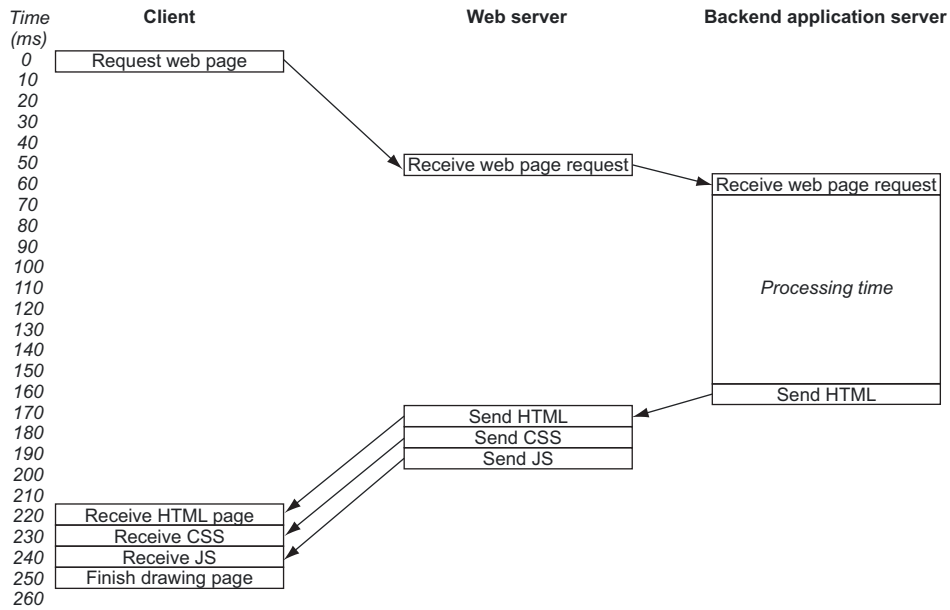 Time
(ms)
Client
Web server
Backend application server
0
Request web page
10
20
30
40
50
Receive web page request
60
Receive web page request
70
80
90
100
110
Processing time
120
130
140
150
160
Send HTML
170
Send HTML
180
Send CSS
190
Send JS
200
210
220
Receive HTML page
230
Receive CSS
240
Receive JS
250
Finish drawing page
260